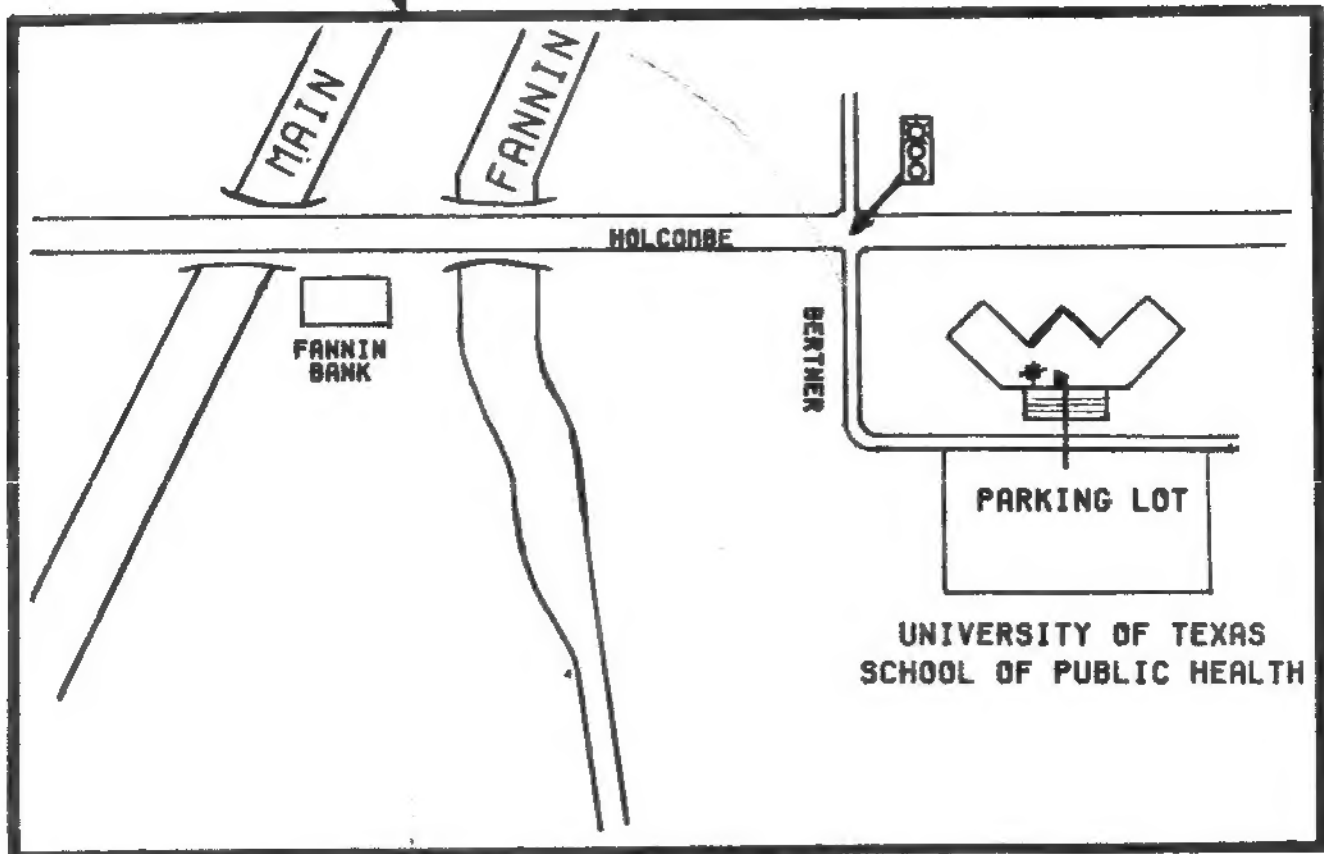 MAIN
FANNIN
HOLCOMBE
FANNIN
BANK
BERTNER
PARKING LOT
UNIVERSITY OF TEXAS
SCHOOL OF PUBLIC HEALTH